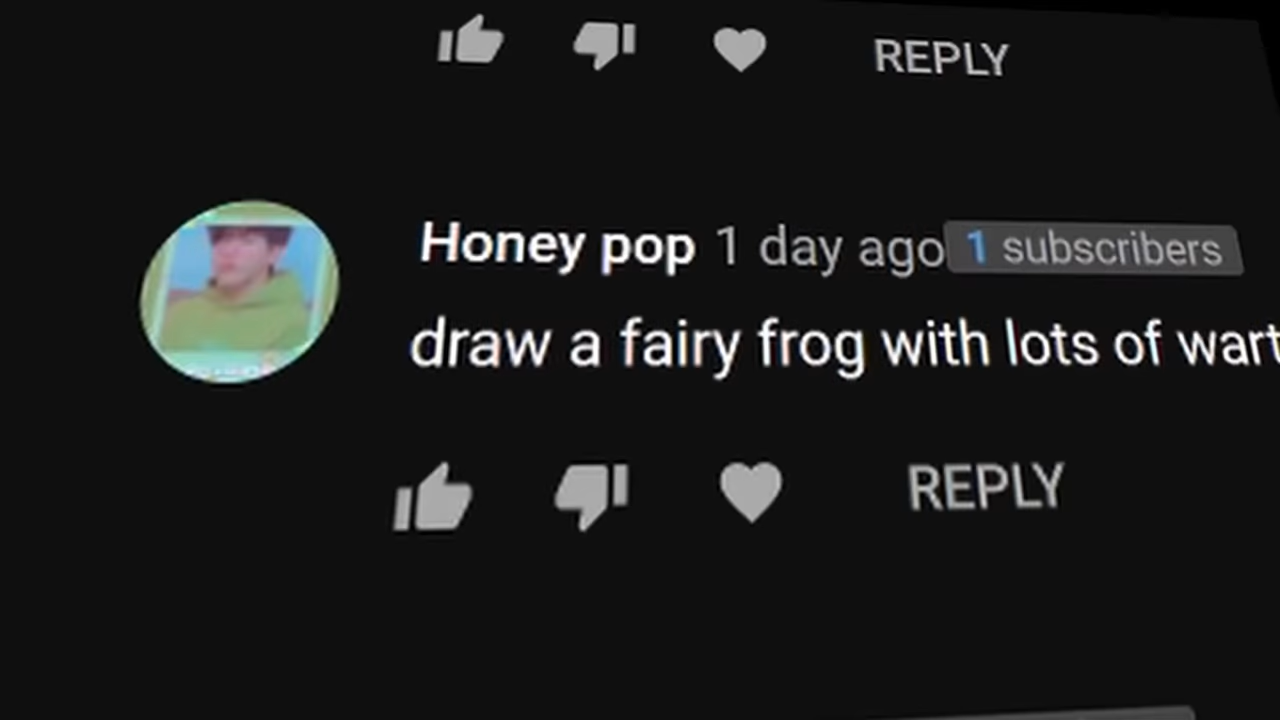 REPLY
Honey pop 1 day ago 1 subscribers
draw a fairy frog with lots of wart
REPLY